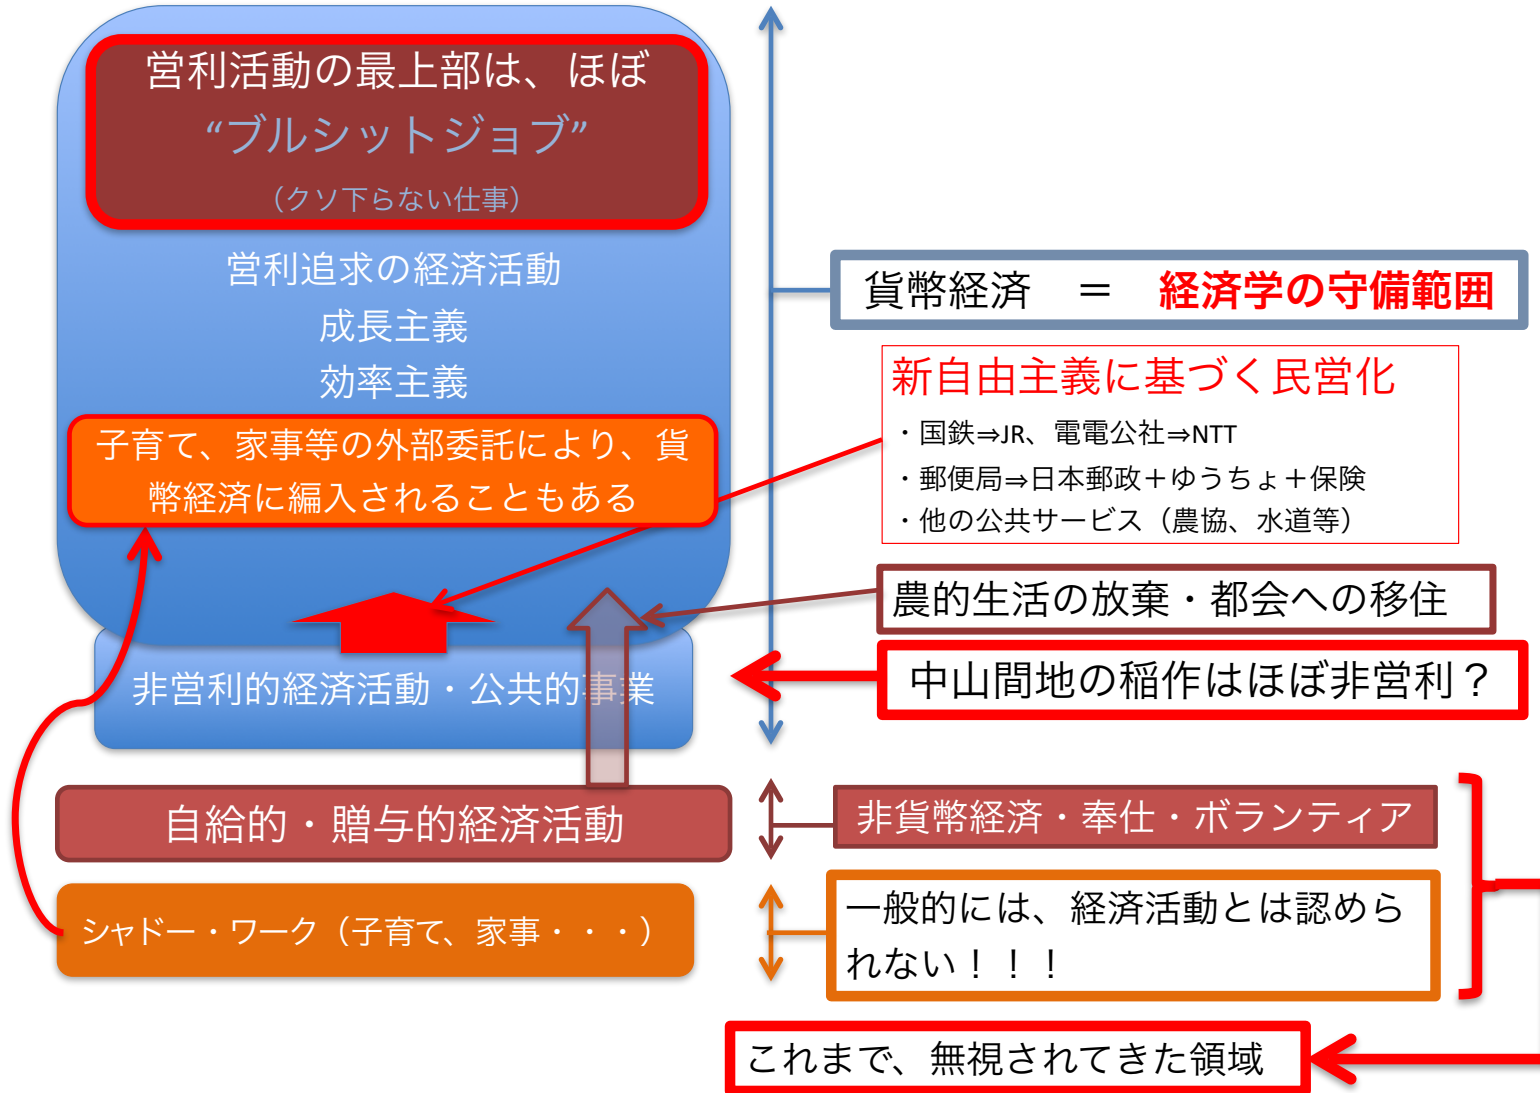 営利活動の最上部は、ほぼ
“ブルシットジョブ”
（クソ下らない仕事）
営利追求の経済活動
成長主義
効率主義
子育て、家事等の外部委託により、貨
幣経済に編入されることもある
非営利的経済活動・公共的事業
自給的・贈与的経済活動
シャドー・ワーク（子育て、家事・・・）
貨幣経済　＝　経済学の守備範囲
新自由主義に基づく民営化
・国鉄⇒JR、電電公社⇒NTT
・郵便局⇒日本郵政＋ゆうちょ＋保険
・他の公共サービス（農協、水道等）
農的生活の放棄・都会への移住
中山間地の稲作はほぼ非営利？
非貨幣経済・奉仕・ボランティア
一般的には、経済活動とは認めら
れない！！！
これまで、無視されてきた領域